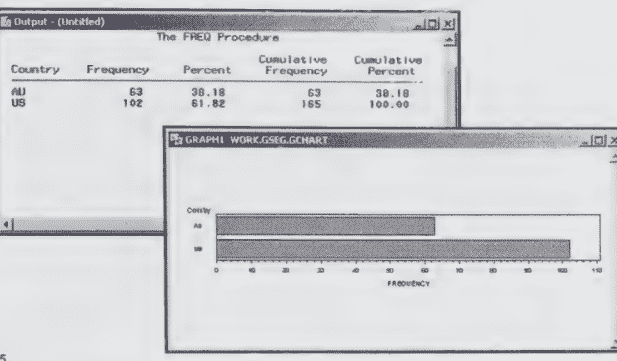 Output - (Untitled)
The FREQ Procedure
Cumulative Cumulative
Country Frequency Percent Frequency Percent
AU 63 38.18 63 38.18
US 102 61.82 165 100.00
GRAPH1 WORK.GSEG.GCHART
Country
AU
US
0 10 20 30 40 50 60 70 80 90 100 110
FREQUENCY
5